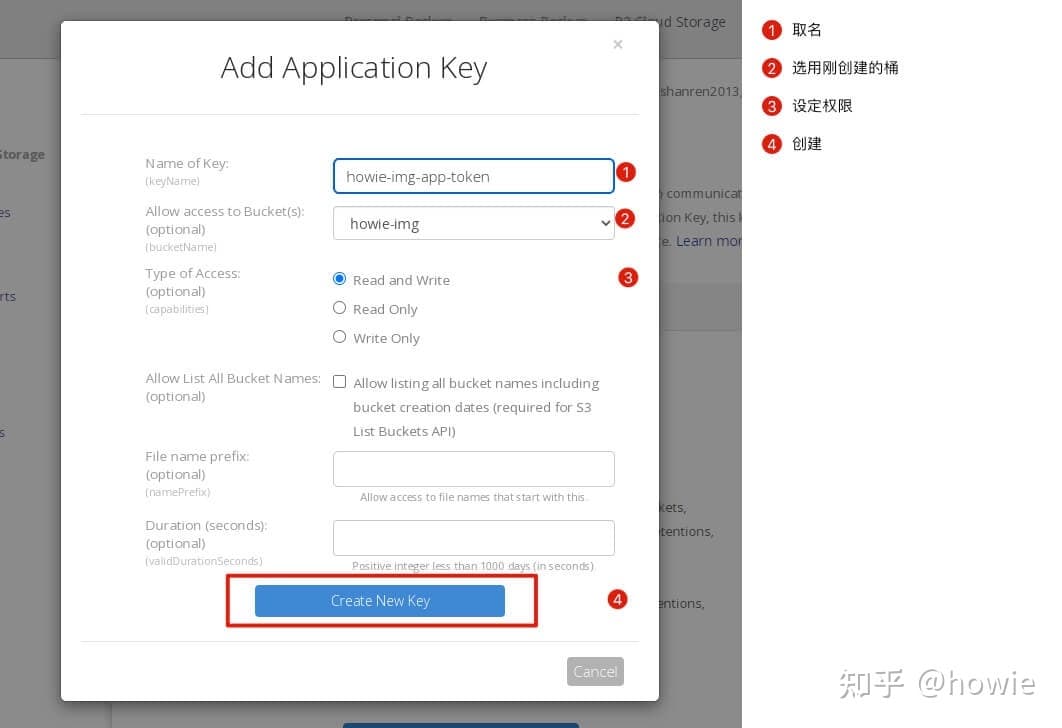 Personal Backup Business Backup B2 Cloud Storage
×
Add Application Key
shanren2013,
Storage
Name of Key:
(keyName)
howie-img-app-token
1
Allow access to Bucket(s):
(optional)
(bucketName)
howie-img
2
communicat
es
ion Key, this k
e. Learn mor
Type of Access:
(optional)
(capabilities)
Read and Write
3
Read Only
Write Only
rts
Allow List All Bucket Names:
(optional)
Allow listing all bucket names including
bucket creation dates (required for S3
List Buckets API)
s
File name prefix:
(optional)
(namePrefix)
Allow access to file names that start with this.
kets,
etentions,
Duration (seconds):
(optional)
(validDurationSeconds)
Positive integer less than 1000 days (in seconds)
Create New Key
4
entions,
Cancel
1 取名
2 选用刚创建的桶
3 设定权限
4 创建
知乎 @howie